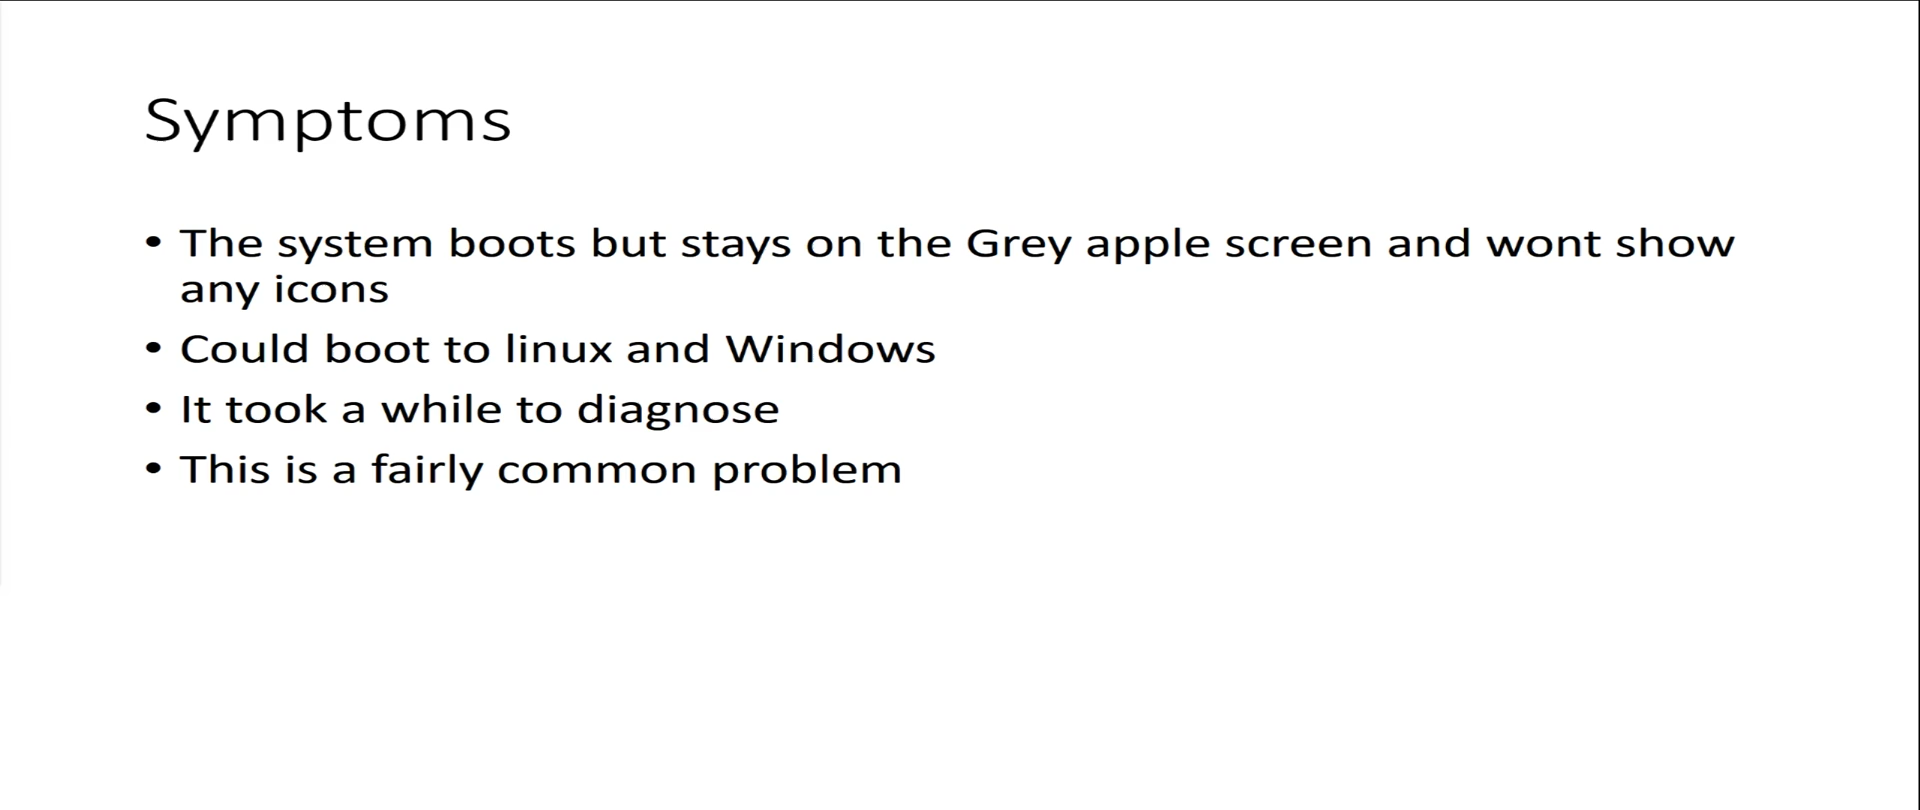 Symptoms
• The system boots but stays on the Grey apple screen and wont show
any icons
• Could boot to linux and Windows
• It took a while to diagnose
• This is a fairly common problem